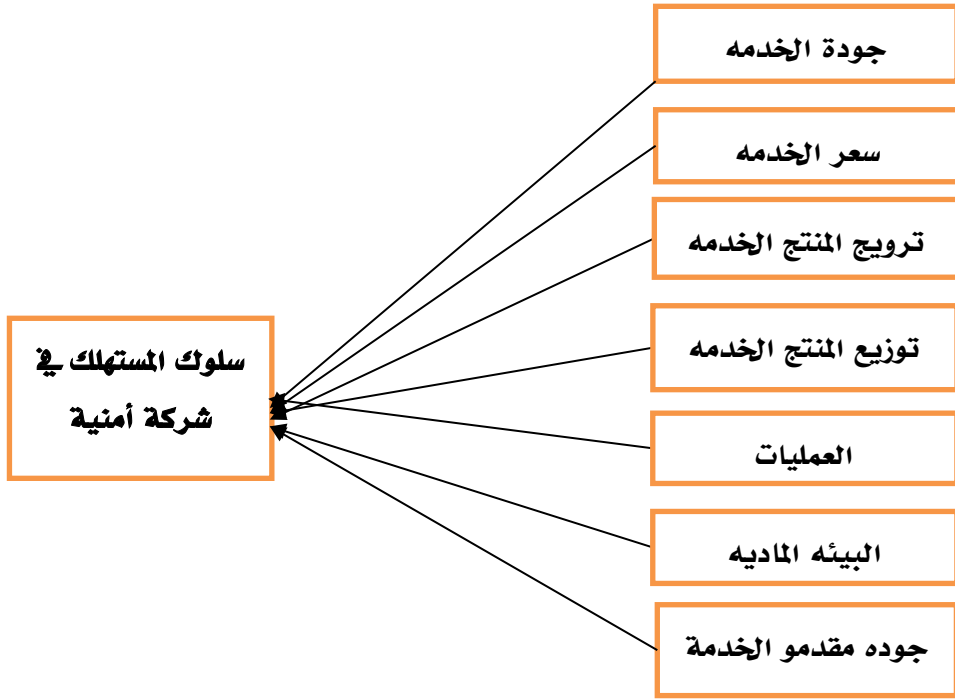 جودة الخدمه
سعر الخدمه
ترويج المنتج الخدمه
توزيع المنتج الخدمه
العمليات
البيئه الماديه
جوده مقدمو الخدمة
سلوك المستهلك في
شركة أمنية